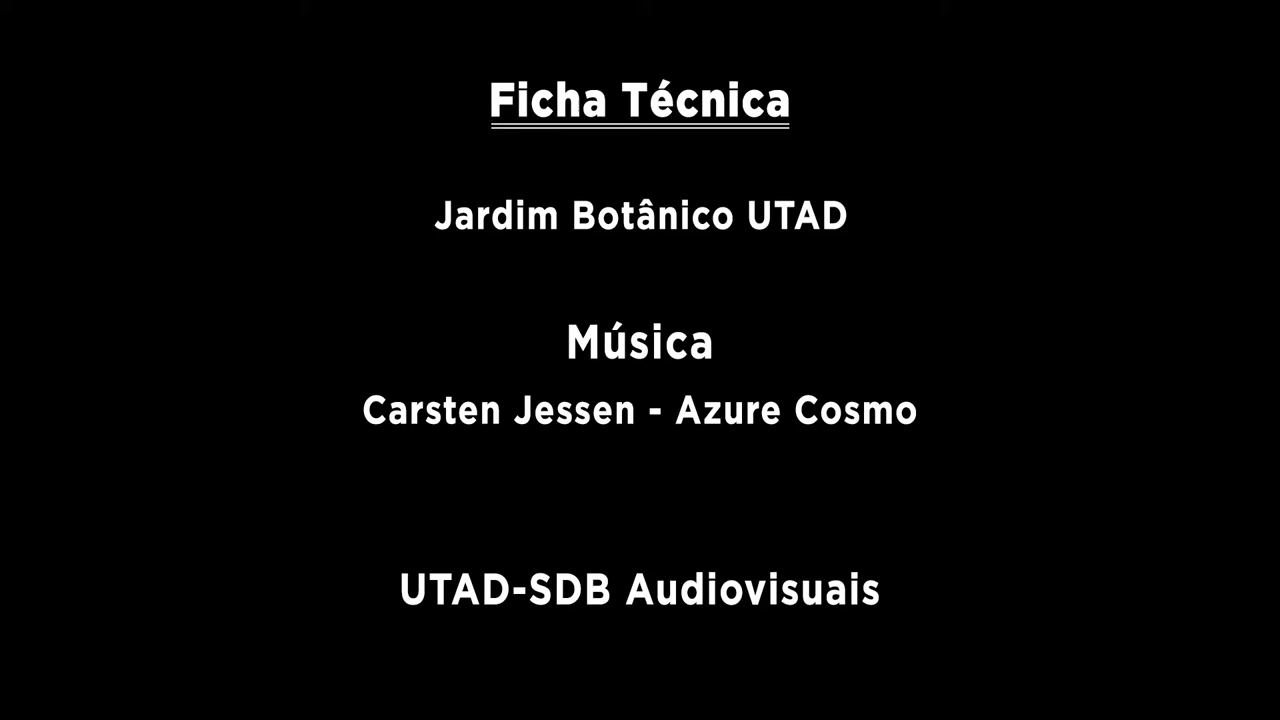 Ficha Técnica
Jardim Botânico UTAD
Música
Carsten Jessen - Azure Cosmo
UTAD-SDB Audiovisuais